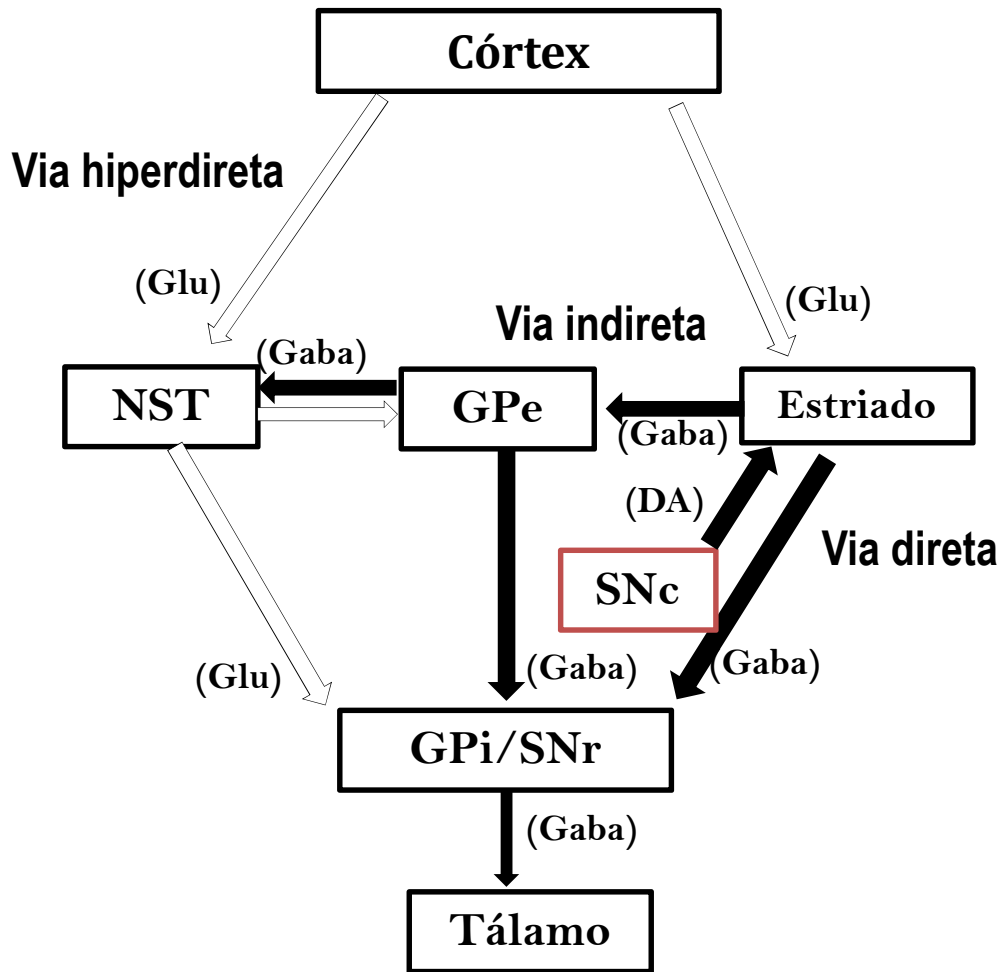 Córtex
Via hiperdireta
(Glu)
(Glu)
Via indireta
(Gaba)
NST
GPe
Estriado
(Gaba)
(DA)
Via direta
SNc
(Gaba)
(Glu)
(Gaba)
GPi/SNr
(Gaba)
Tálamo